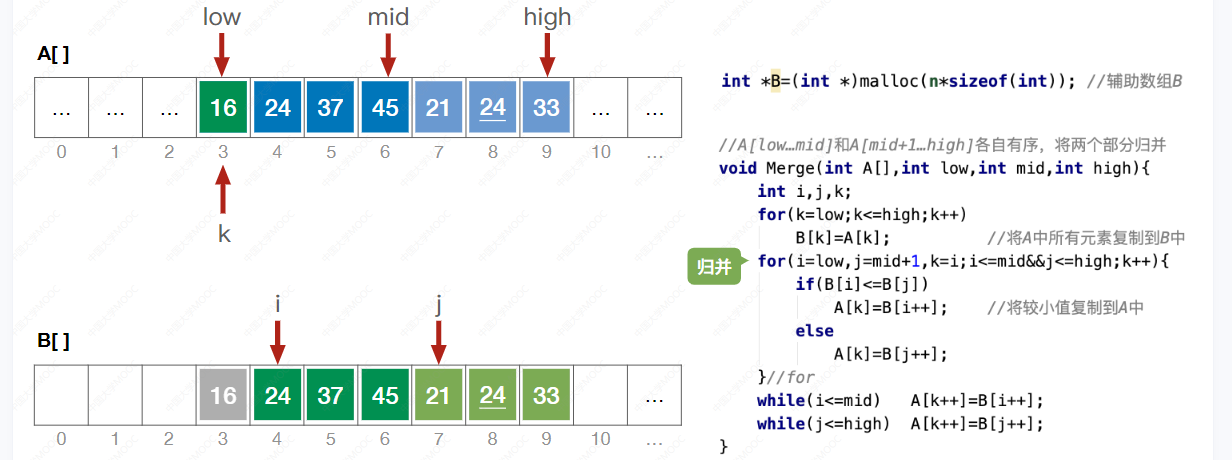 low mid high
A[ ]
... ... ... 16 24 37 45 21 24 33 ... ...
0 1 2 3 4 5 6 7 8 9 10 ...
k
i j
B[ ]
16 24 37 45 21 24 33 ...
0 1 2 3 4 5 6 7 8 9 10 ...
int *B=(int *)malloc(n*sizeof(int)); //辅助数组B
//A[low…mid]和A[mid+1…high]各自有序，将两个部分归并
void Merge(int A[],int low,int mid,int high){
int i,j,k;
for(k=low;k<=high;k++)
B[k]=A[k]; //将A中所有元素复制到B中
归并
for(i=low,j=mid+1,k=i;i<=mid&&j<=high;k++){
if(B[i]<=B[j])
A[k]=B[i++]; //将较小值复制到A中
else
A[k]=B[j++];
}//for
while(i<=mid) A[k++]=B[i++];
while(j<=high) A[k++]=B[j++];
}